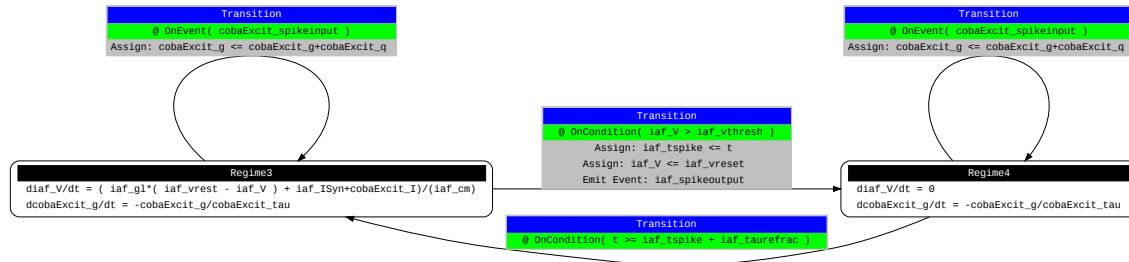 Transition
@ OnEvent( cobaExcit_spikeinput )
Assign: cobaExcit_g <= cobaExcit_g+cobaExcit_q
Transition
@ OnEvent( cobaExcit_spikeinput )
Assign: cobaExcit_g <= cobaExcit_g+cobaExcit_q
Transition
@ OnCondition( iaf_V > iaf_vthresh )
Assign: iaf_tspike <= t
Assign: iaf_V <= iaf_vreset
Emit Event: iaf_spikeoutput
Regime3
diaf_V/dt = ( iaf_gl*( iaf_vrest - iaf_V ) + iaf_ISyn+cobaExcit_I)/(iaf_cm)
dcobaExcit_g/dt = -cobaExcit_g/cobaExcit_tau
Regime4
diaf_V/dt = 0
dcobaExcit_g/dt = -cobaExcit_g/cobaExcit_tau
Transition
@ OnCondition( t >= iaf_tspike + iaf_taurefrac )